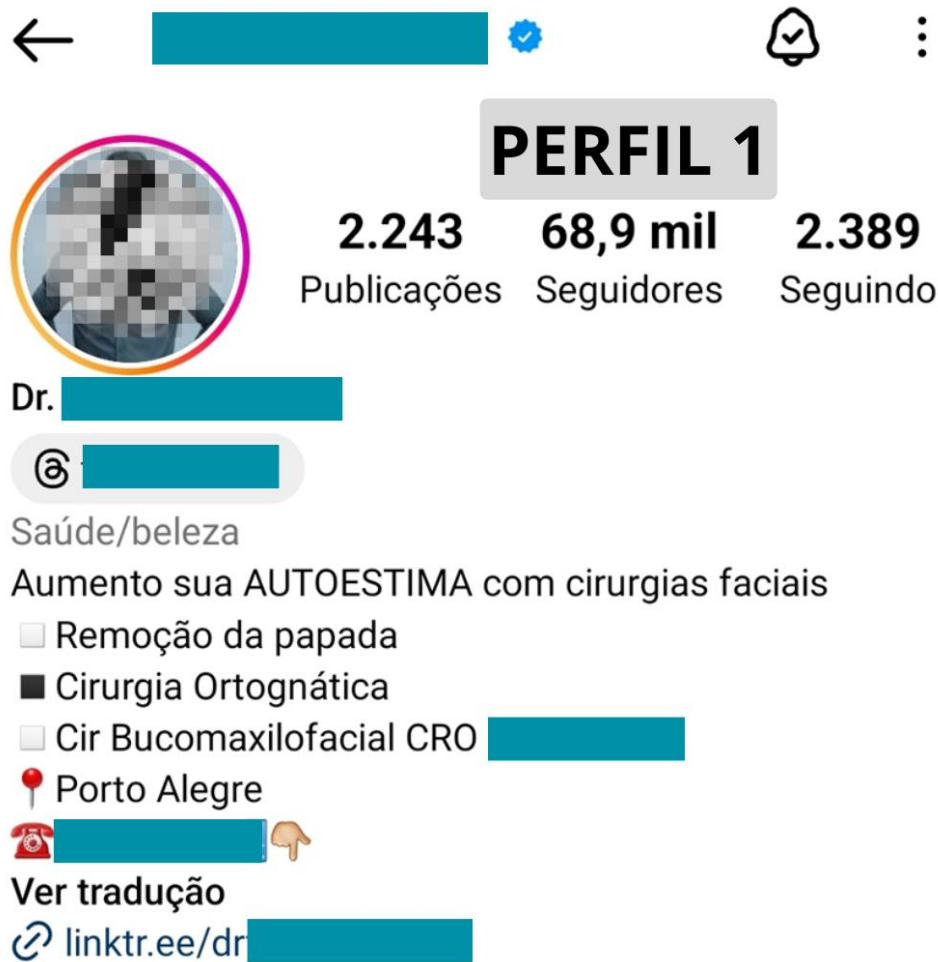 PERFIL 1
2.243 68,9 mil 2.389
Publicações Seguidores Seguindo
Dr.
Saúde/beleza
Aumento sua AUTOESTIMA com cirurgias faciais
Remoção da papada
Cirurgia Ortognática
Cir Bucomaxilofacial CRO
Porto Alegre
Ver tradução
linktr.ee/dr